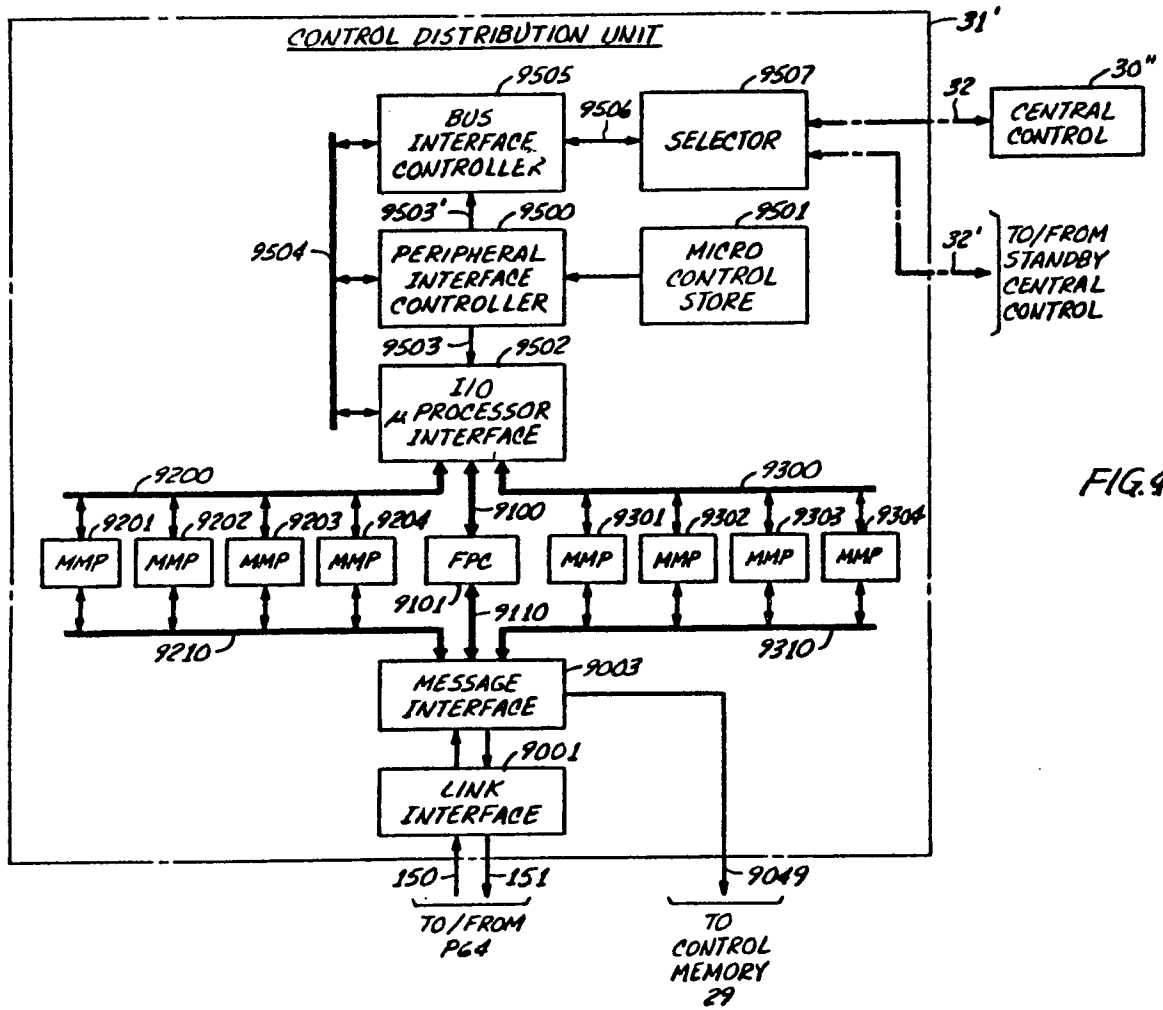 CONTROL DISTRIBUTION UNIT
31'
9505
9507
30"
BUS
INTERFACE
CONTROLLER
9506
SELECTOR
32
CENTRAL
CONTROL
9503'
9500
9501
9504
PERIPHERAL
INTERFACE
CONTROLLER
MICRO
CONTROL
STORE
32'
TO/FROM
STANDBY
CENTRAL
CONTROL
9503
9502
I/O
μ PROCESSOR
INTERFACE
9200
9300
FIG. 9
9100
9201
9202
9203
9204
9301
9302
9303
9304
MMP
MMP
MMP
MMP
FPC
MMP
MMP
MMP
MMP
9101
9110
9210
9310
9003
MESSAGE
INTERFACE
9001
LINK
INTERFACE
150
151
9049
TO/FROM
P64
TO
CONTROL
MEMORY
29